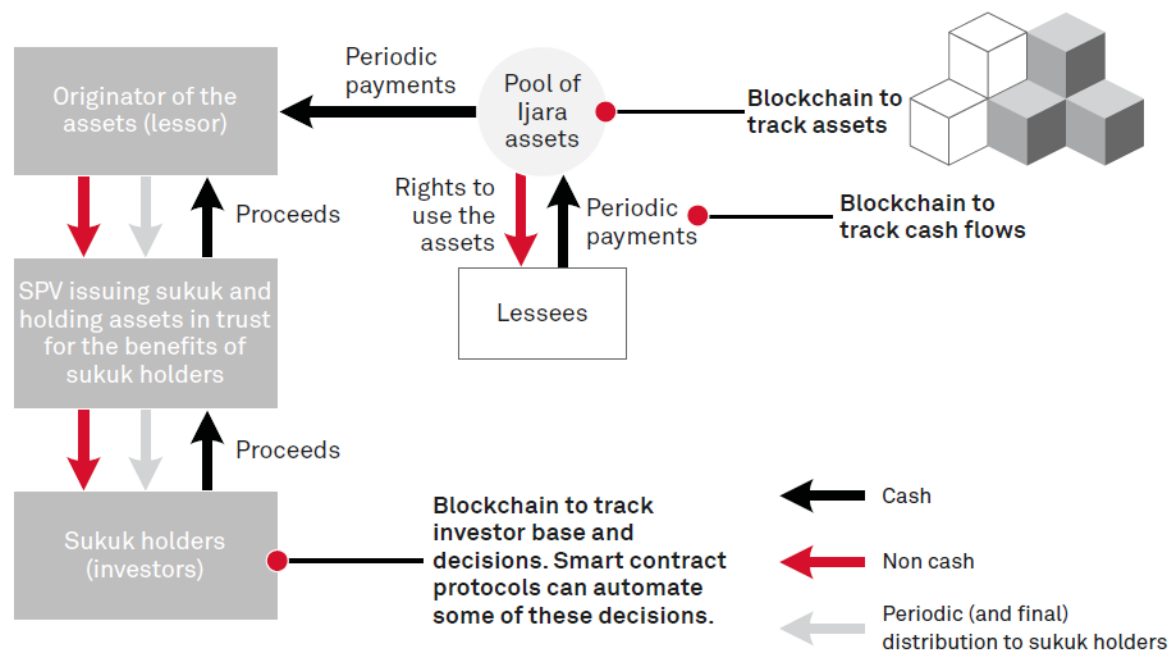 Periodic
payments
Originator of the
assets (lessor)
Pool of
Ijara
assets
Blockchain to
track assets
Proceeds
Rights to
use the
assets
Periodic
payments
Blockchain to
track cash flows
SPV issuing sukuk and
holding assets in trust
for the benefits of
sukuk holders
Lessees
Proceeds
Sukuk holders
(investors)
Blockchain to track
investor base and
decisions. Smart contract
protocols can automate
some of these decisions.
Cash
Non cash
Periodic (and final)
distribution to sukuk holders